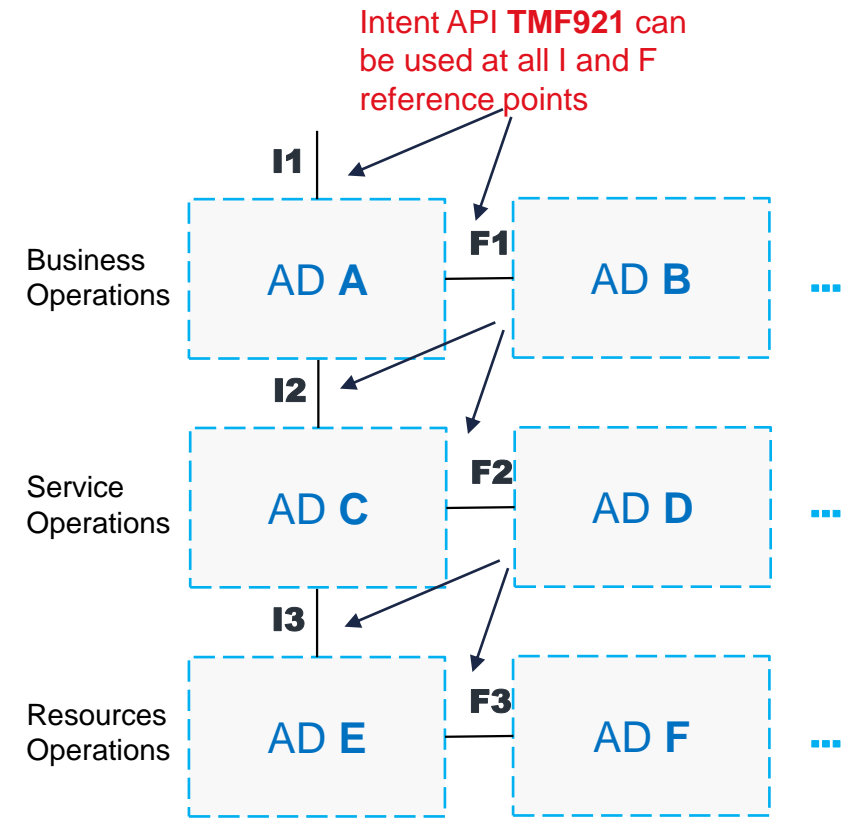 Intent API TMF921 can
be used at all I and F
reference points
I1
F1
Business
Operations
AD A
AD B
...
I2
F2
Service
Operations
AD C
AD D
...
I3
F3
Resources
Operations
AD E
AD F
...